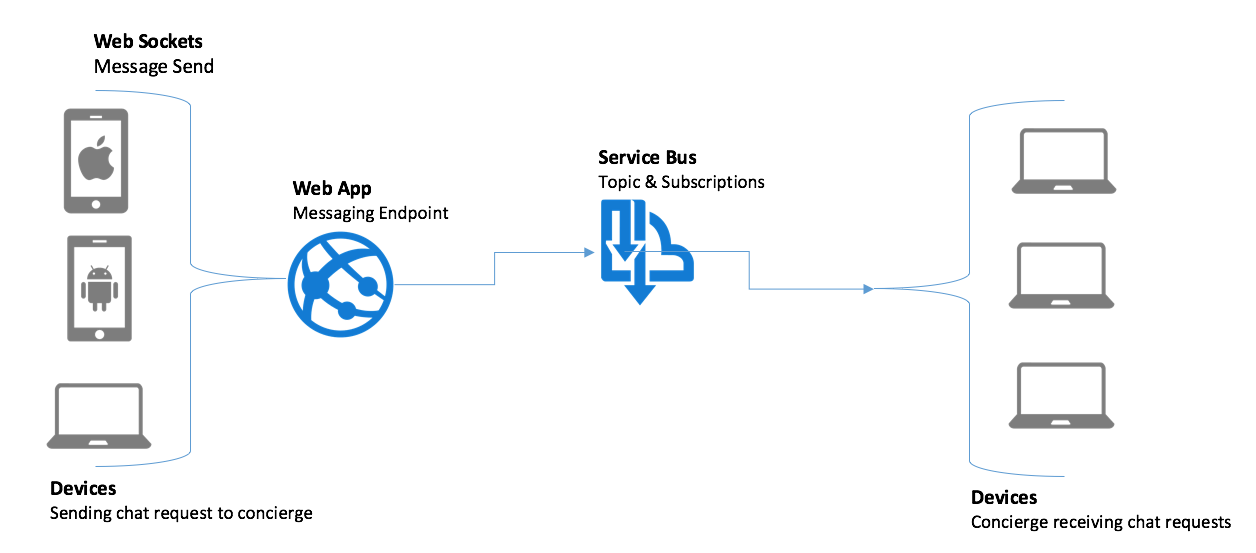 Web Sockets
Message Send
Service Bus
Topic & Subscriptions
Web App
Messaging Endpoint
Devices
Sending chat request to concierge
Devices
Concierge receiving chat requests